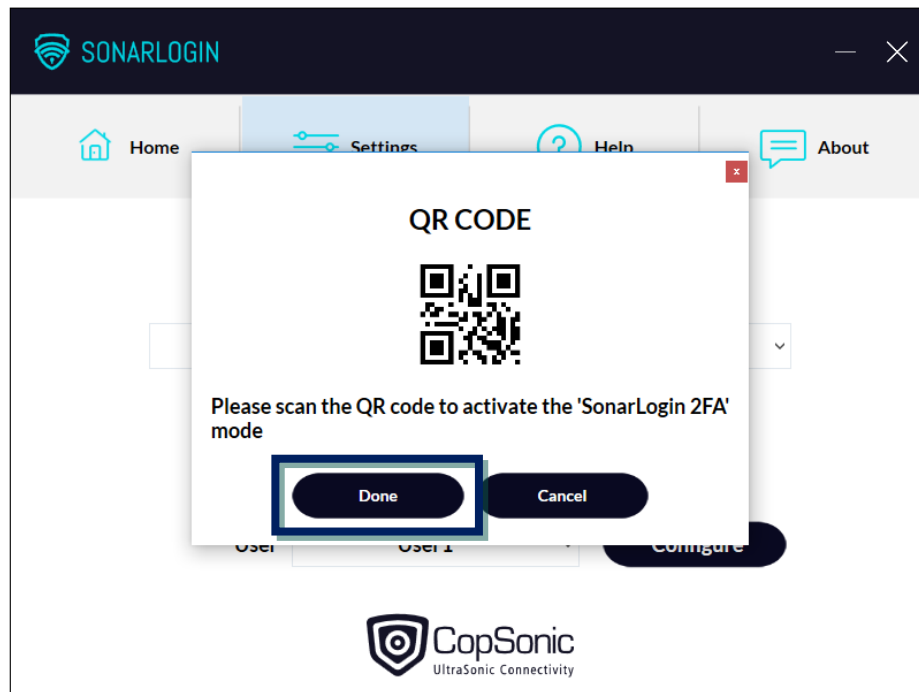 SONARLOGIN
Home
Settings
Help
About
x
QR CODE
Please scan the QR code to activate the 'SonarLogin 2FA'
mode
Done
Cancel
User
User 1
Configure
CopSonic
UltraSonic Connectivity